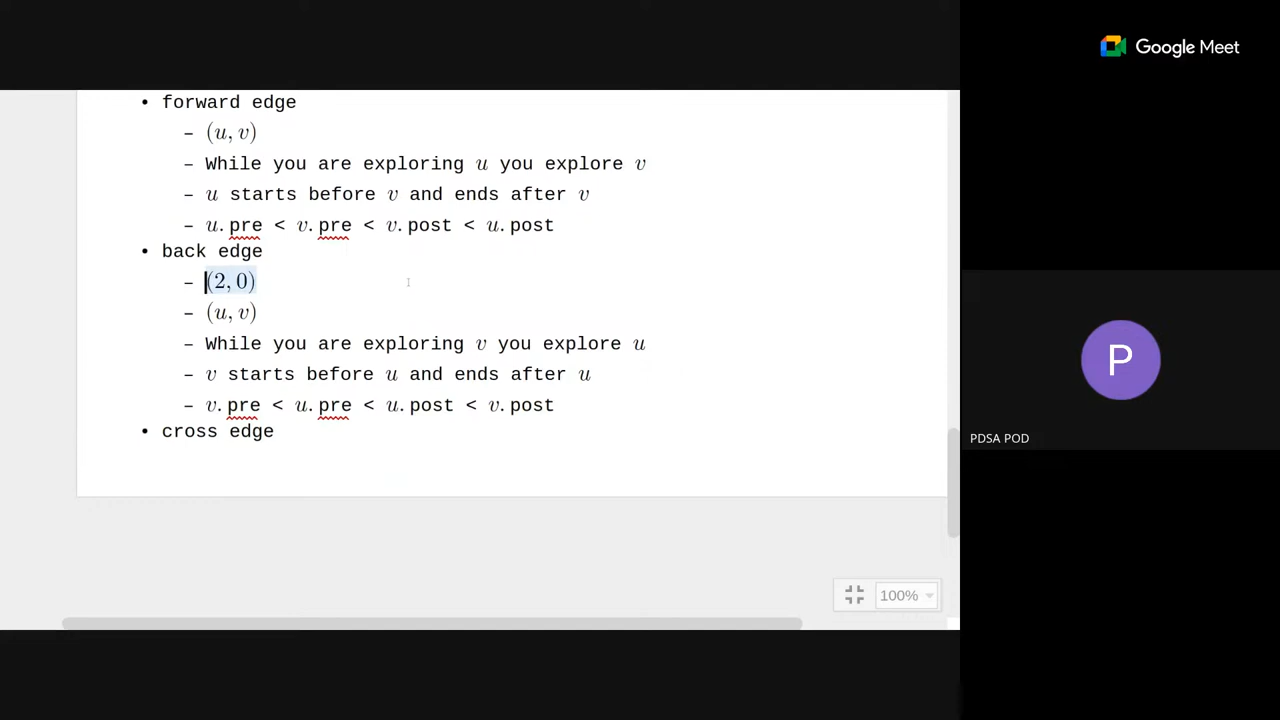 Google Meet
• forward edge
– (u, v)
– While you are exploring u you explore v
– u starts before v and ends after v
– u.pre < v.pre < v.post < u.post
• back edge
– (2, 0)
– (u, v)
– While you are exploring v you explore u
– v starts before u and ends after u
– v.pre < u.pre < u.post < v.post
• cross edge
P
PDSA POD
100%